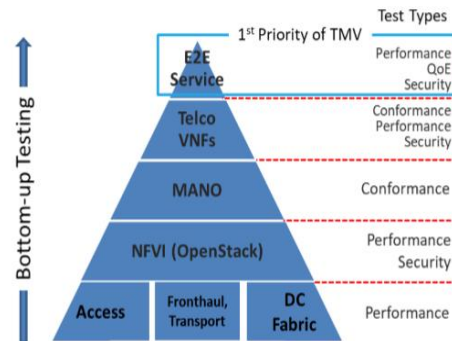 Test Types
1st Priority of TMV
E2E
Service
Performance
QoE
Security
Telco
VNFs
Conformance
Performance
Security
MANO
Conformance
NFVI (OpenStack)
Performance
Security
Access
Fronthaul,
Transport
DC
Fabric
Performance
Bottom-up Testing